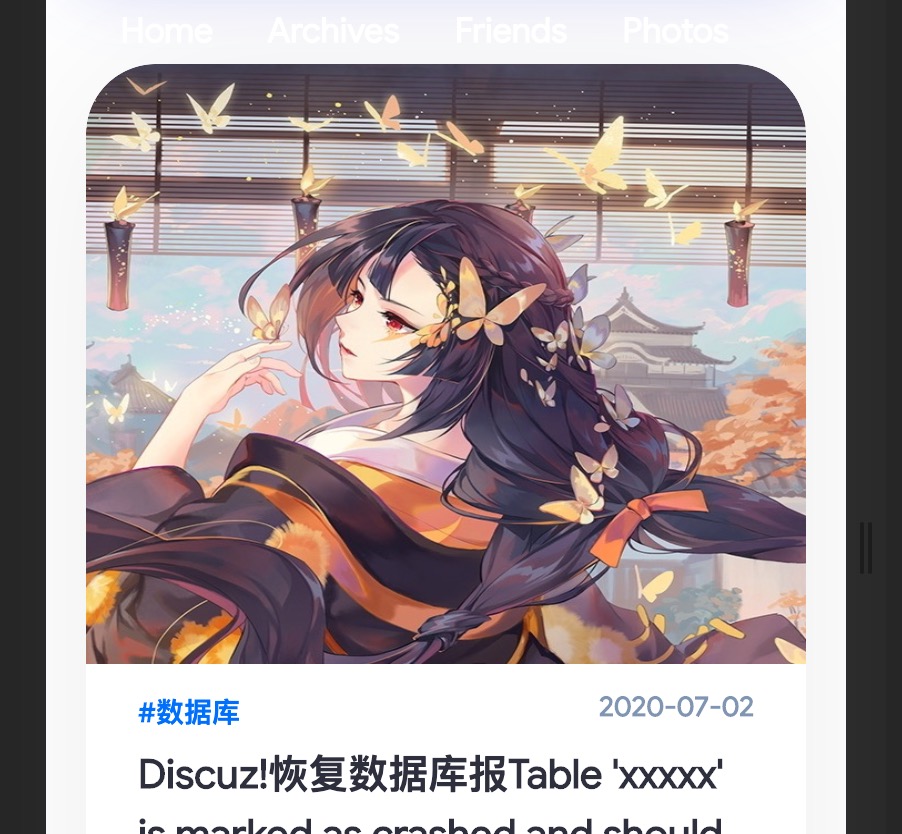 Home Archives Friends Photos
#数据库 2020-07-02
Discuz!恢复数据库报Table 'xxxxx'
is marked as crashed and should